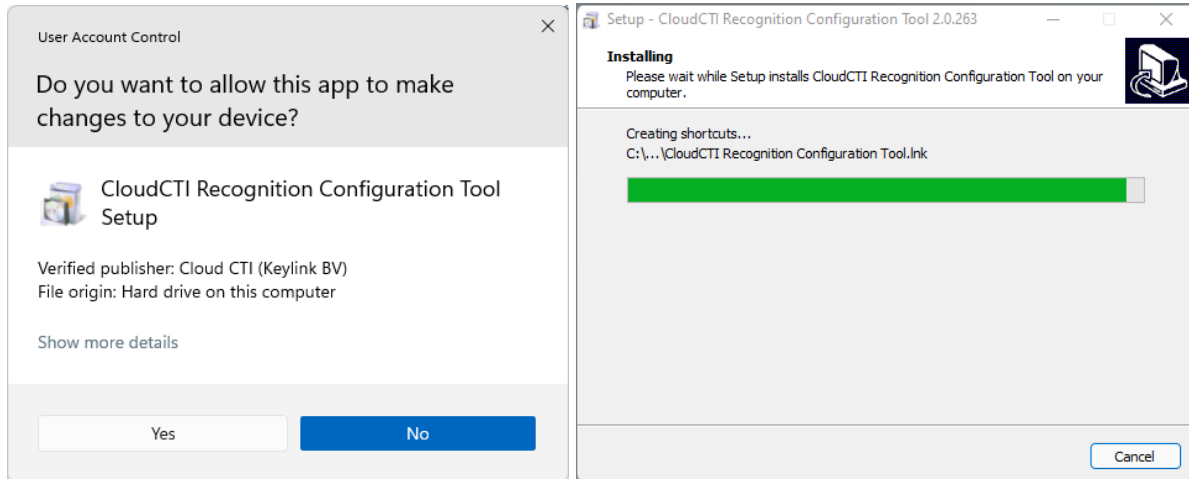 User Account Control
Do you want to allow this app to make
changes to your device?
CloudCTI Recognition Configuration Tool
Setup
Verified publisher: Cloud CTI (Keylink BV)
File origin: Hard drive on this computer
Show more details
Yes
No
Setup - CloudCTI Recognition Configuration Tool 2.0.263
Installing
Please wait while Setup installs CloudCTI Recognition Configuration Tool on your
computer.
Creating shortcuts...
C:\...\CloudCTI Recognition Configuration Tool.lnk
Cancel